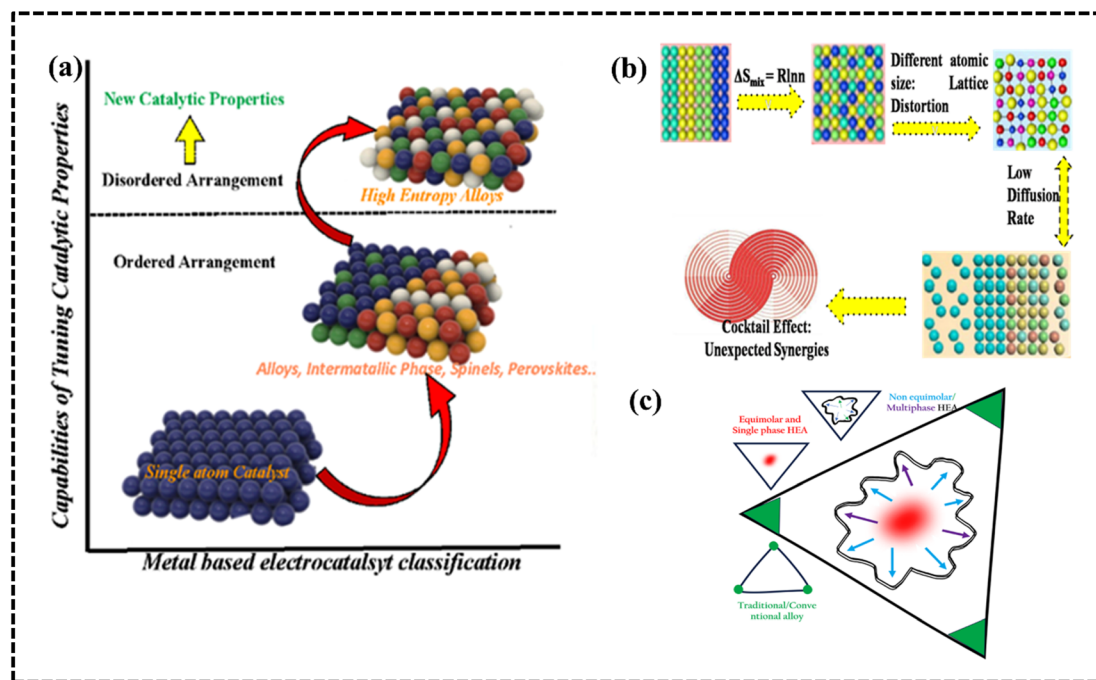 (a)
Capabilities of Tuning Catalytic Properties
New Catalytic Properties
Disordered Arrangement
High Entropy Alloys
Ordered Arrangement
Alloys, Intermatallic Phase, Spinels, Perovskites..
Single atom Catalyst
Metal based electrocatalsyt classification
(b)
ΔSmix= Rlnn
Different atomic
size: Lattice
Distortion
Low
Diffusion
Rate
Cocktail Effect:
Unexpected Synergies
(c)
Equimolar and
Single phase HEA
Non equimolar/
Multiphase HEA
Traditional/Conve
ntional alloy